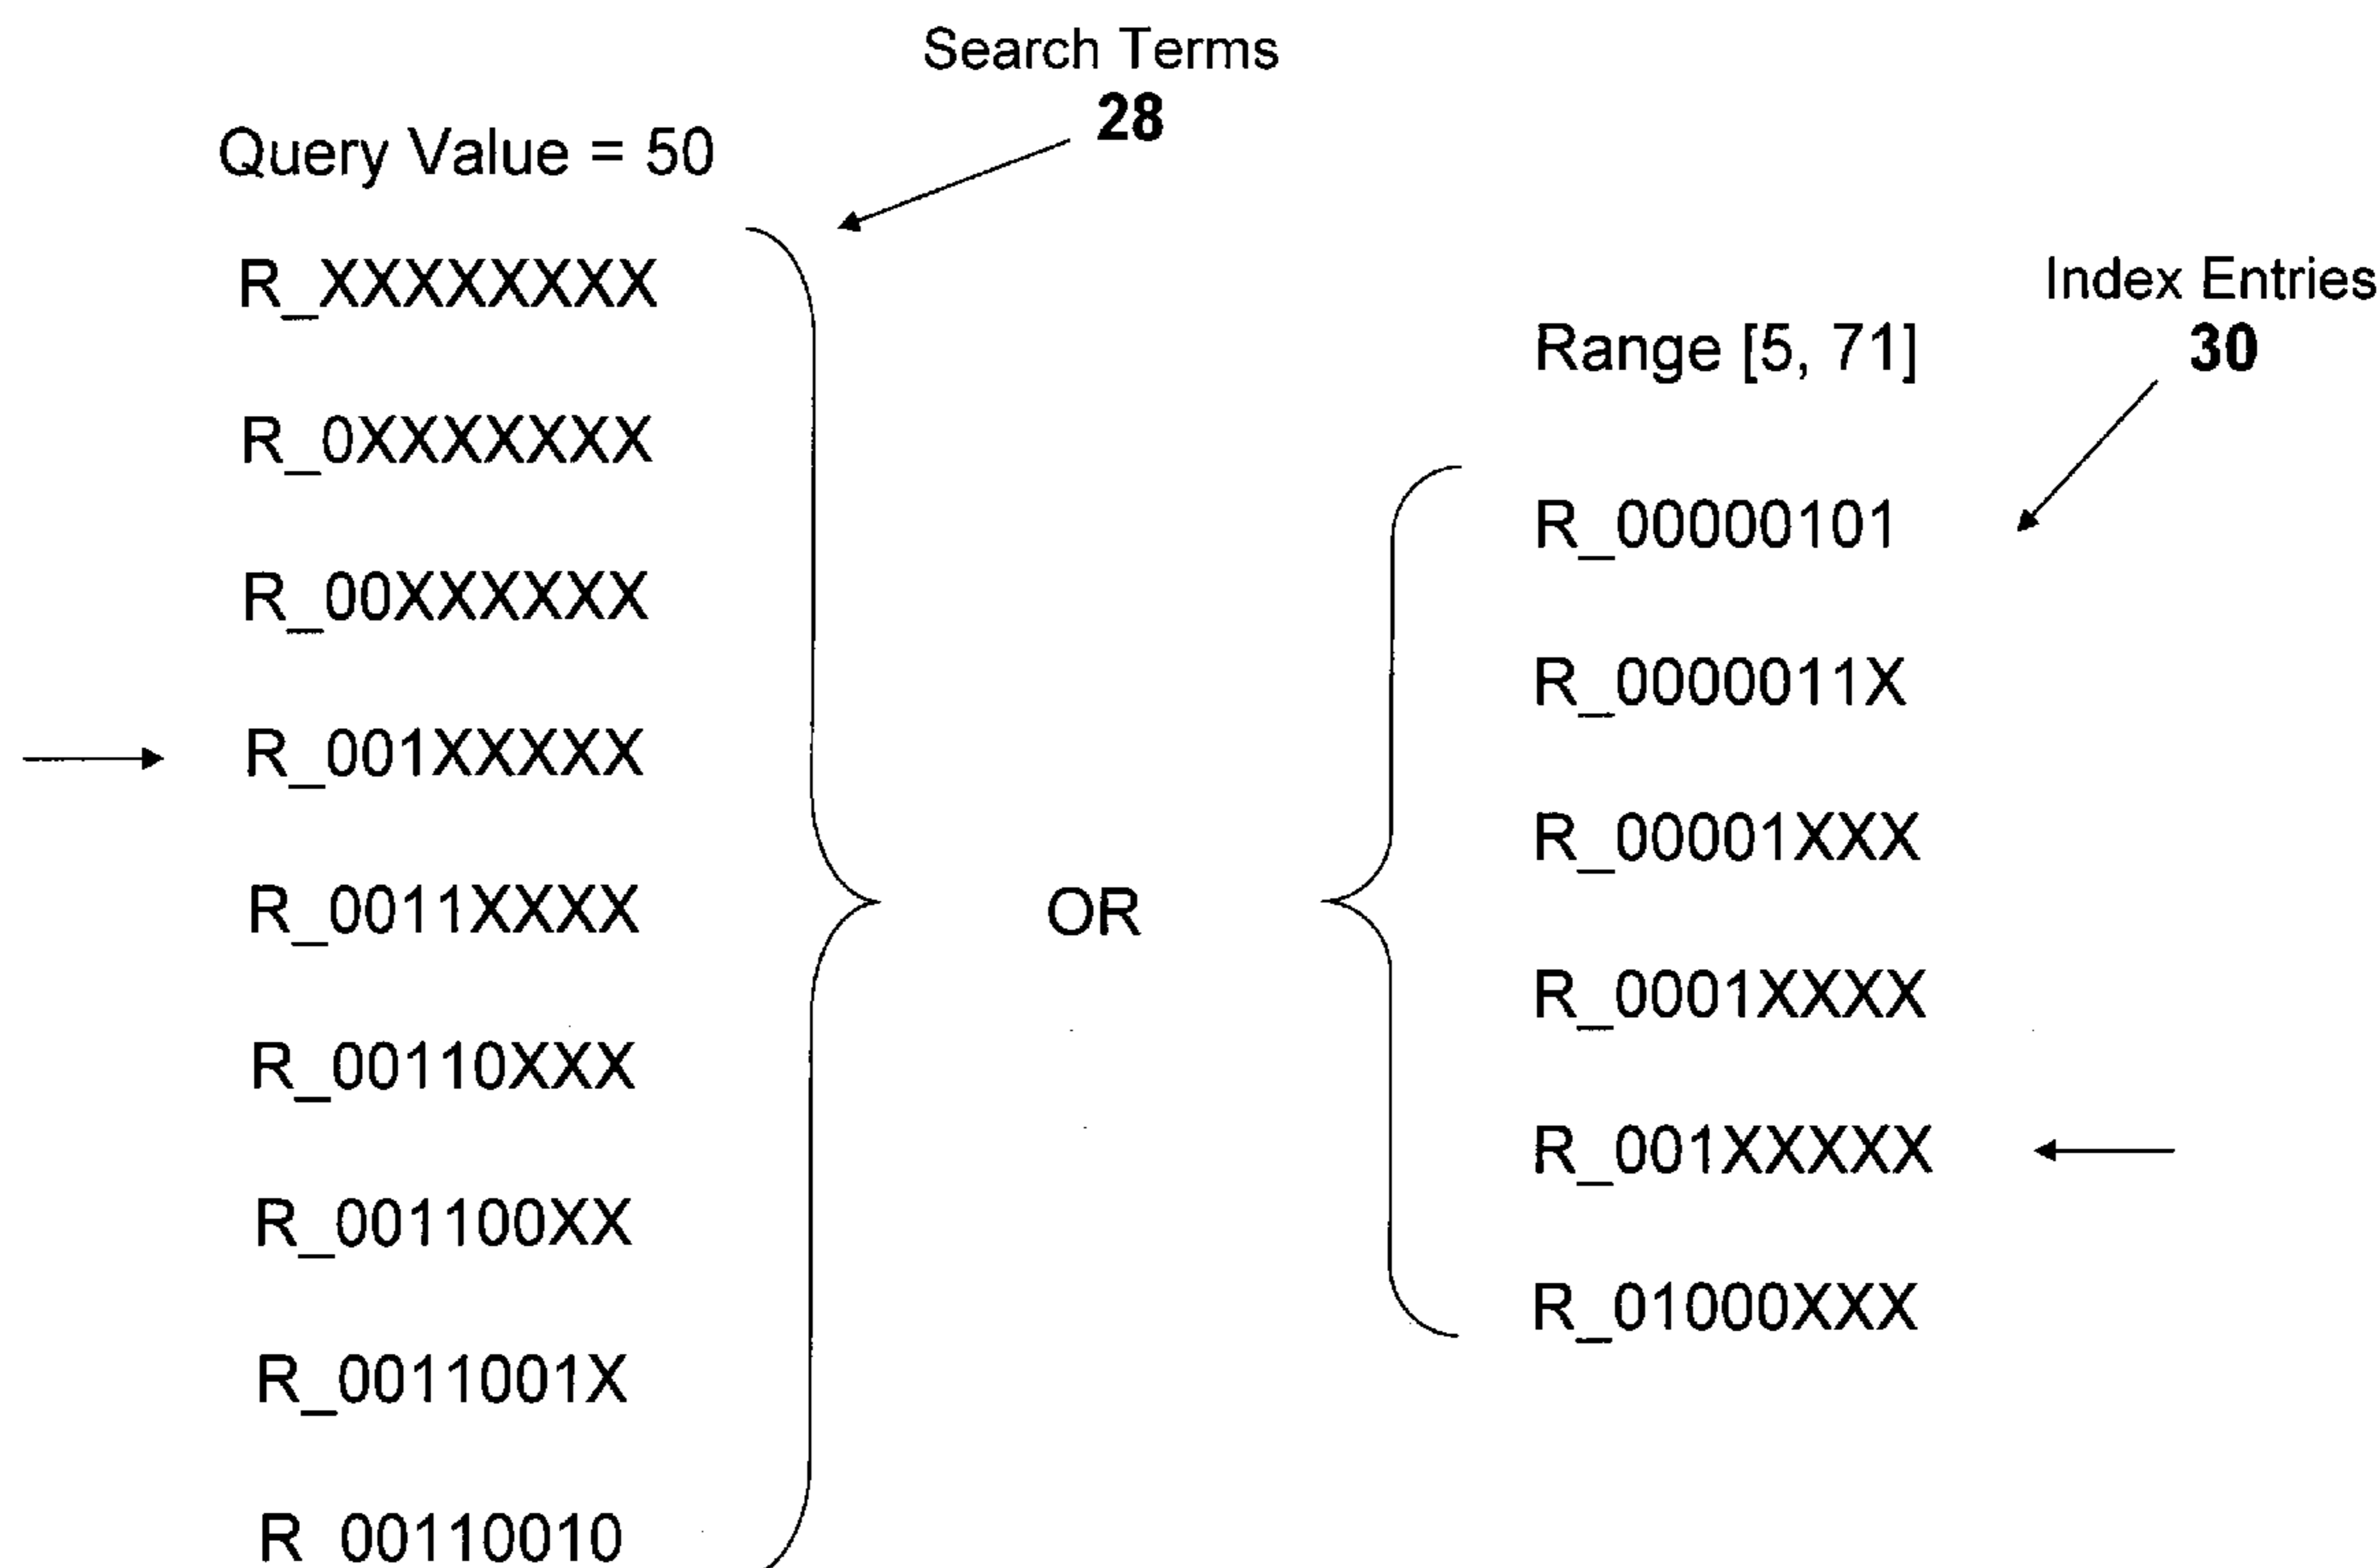 Search Terms
28
Query Value = 50
R_XXXXXXXX
R_0XXXXXXX
R_00XXXXXX
R_001XXXXX
R_0011XXXX
R_00110XXX
R_001100XX
R_0011001X
R_00110010
OR
Index Entries
30
Range [5, 71]
R_00000101
R_0000011X
R_00001XXX
R_0001XXXX
R_001XXXXX
R_01000XXX